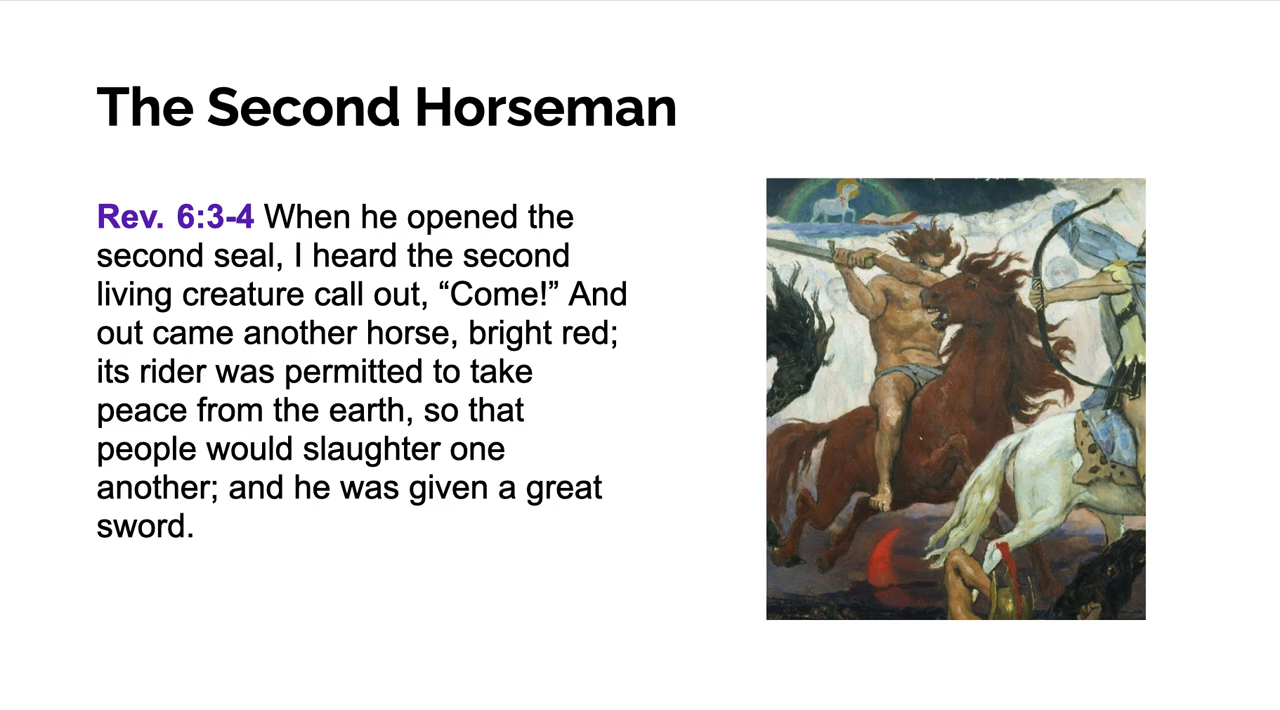 The Second Horseman
Rev. 6:3-4 When he opened the
second seal, I heard the second
living creature call out, “Come!” And
out came another horse, bright red;
its rider was permitted to take
peace from the earth, so that
people would slaughter one
another; and he was given a great
sword.